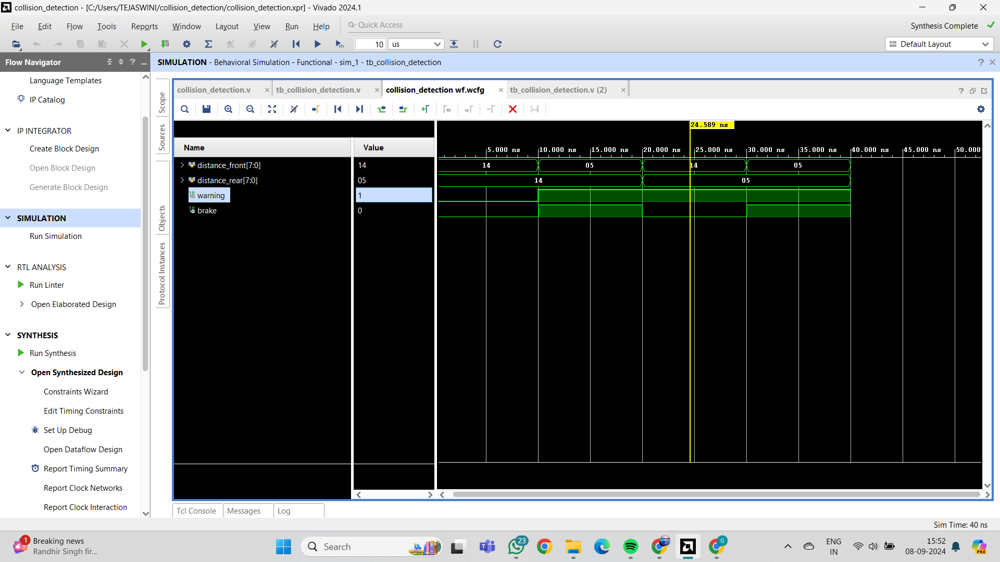 collision_detection - [C:/Users/TEJASWINI/collision_detection/collision_detection.xpr] - Vivado 2024.1
File Edit Flow Tools Reports Window Layout View Run Help Quick Access
Synthesis Complete
10 us
Default Layout
Flow Navigator
SIMULATION - Behavioral Simulation - Functional - sim_1 - tb_collision_detection
Language Templates
IP Catalog
IP INTEGRATOR
Create Block Design
Open Block Design
Generate Block Design
SIMULATION
Run Simulation
RTL ANALYSIS
Run Linter
Open Elaborated Design
SYNTHESIS
Run Synthesis
Open Synthesized Design
Constraints Wizard
Edit Timing Constraints
Set Up Debug
Open Dataflow Design
Report Timing Summary
Report Clock Networks
Report Clock Interaction
Scope
Sources
Objects
Protocol Instances
collision_detection.v tb_collision_detection.v collision_detection wf.wcfg tb_collision_detection.v (2)
24.589 ns
Name Value
5.000 ns 10.000 ns 15.000 ns 20.000 ns 25.000 ns 30.000 ns 35.000 ns 40.000 ns 45.000 ns 50.000
distance_front[7:0] 14 14 05 14 05
distance_rear[7:0] 05 14 05
warning 1
brake 0
Tcl Console Messages Log
Sim Time: 40 ns
1
Breaking news
Randhir Singh fir...
Search
23
G
ENG
IN
15:52
08-09-2024
PRE